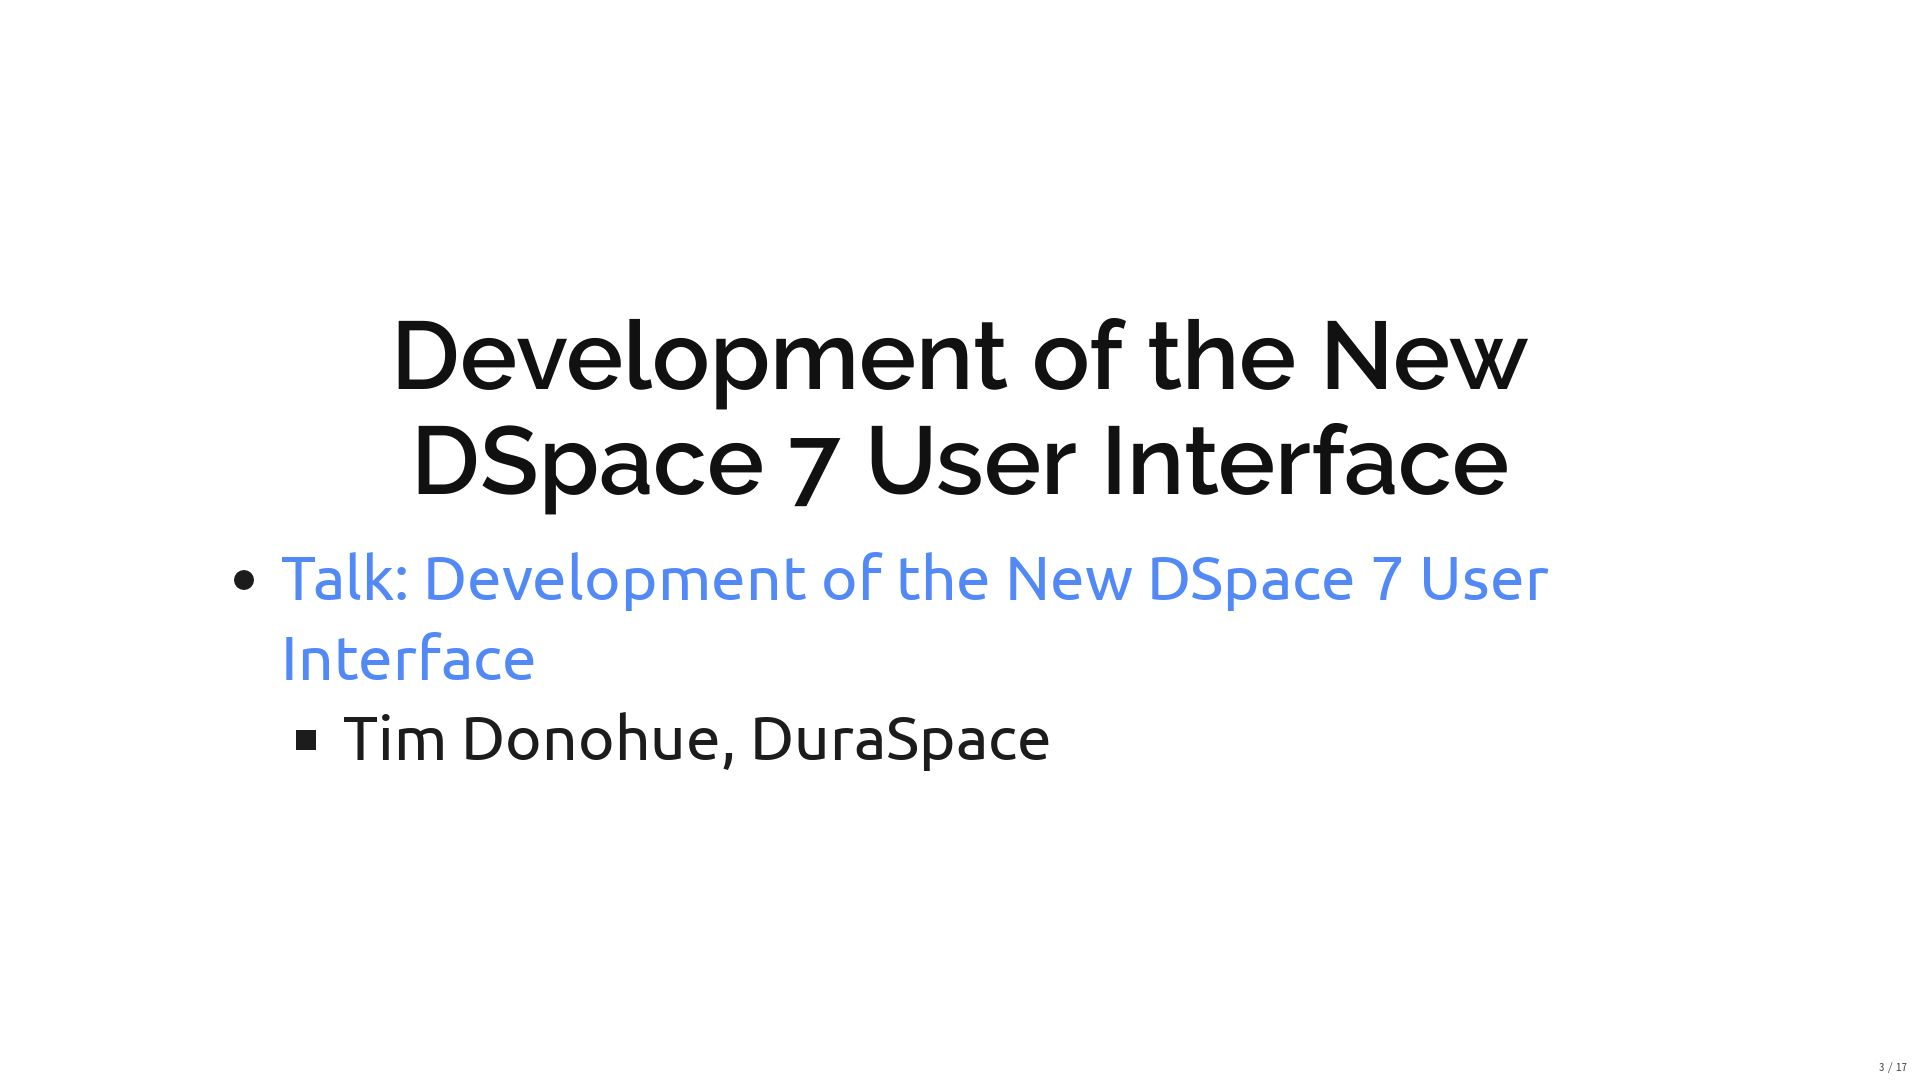 Development of the New
DSpace 7 User Interface
Talk: Development of the New DSpace 7 User
Interface
Tim Donohue, DuraSpace
3 / 17